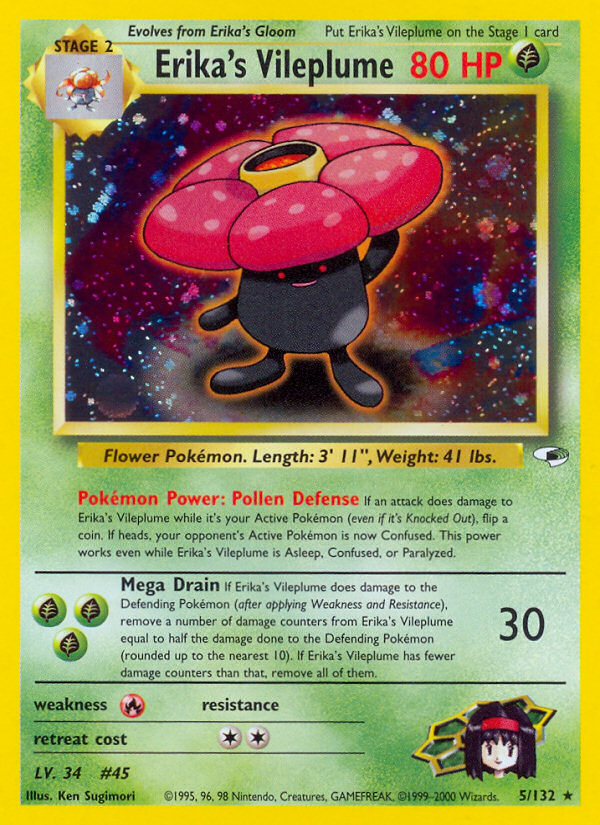 Evolves from Erika's Gloom
Put Erika's Vileplume on the Stage 1 card
STAGE 2
Erika's Vileplume 80 HP
Flower Pokémon. Length: 3' 11", Weight: 41 lbs.
Pokémon Power: Pollen Defense If an attack does damage to
Erika's Vileplume while it's your Active Pokémon (even if it's Knocked Out), flip a
coin. If heads, your opponent's Active Pokémon is now Confused. This power
works even while Erika's Vileplume is Asleep, Confused, or Paralyzed.
Mega Drain If Erika's Vileplume does damage to the
Defending Pokémon (after applying Weakness and Resistance),
remove a number of damage counters from Erika's Vileplume
equal to half the damage done to the Defending Pokémon
(rounded up to the nearest 10). If Erika's Vileplume has fewer
damage counters than that, remove all of them.
30
weakness
resistance
retreat cost
LV. 34 #45
Illus. Ken Sugimori
©1995, 96, 98 Nintendo, Creatures, GAMEFREAK, ©1999-2000 Wizards.
5/132 ★